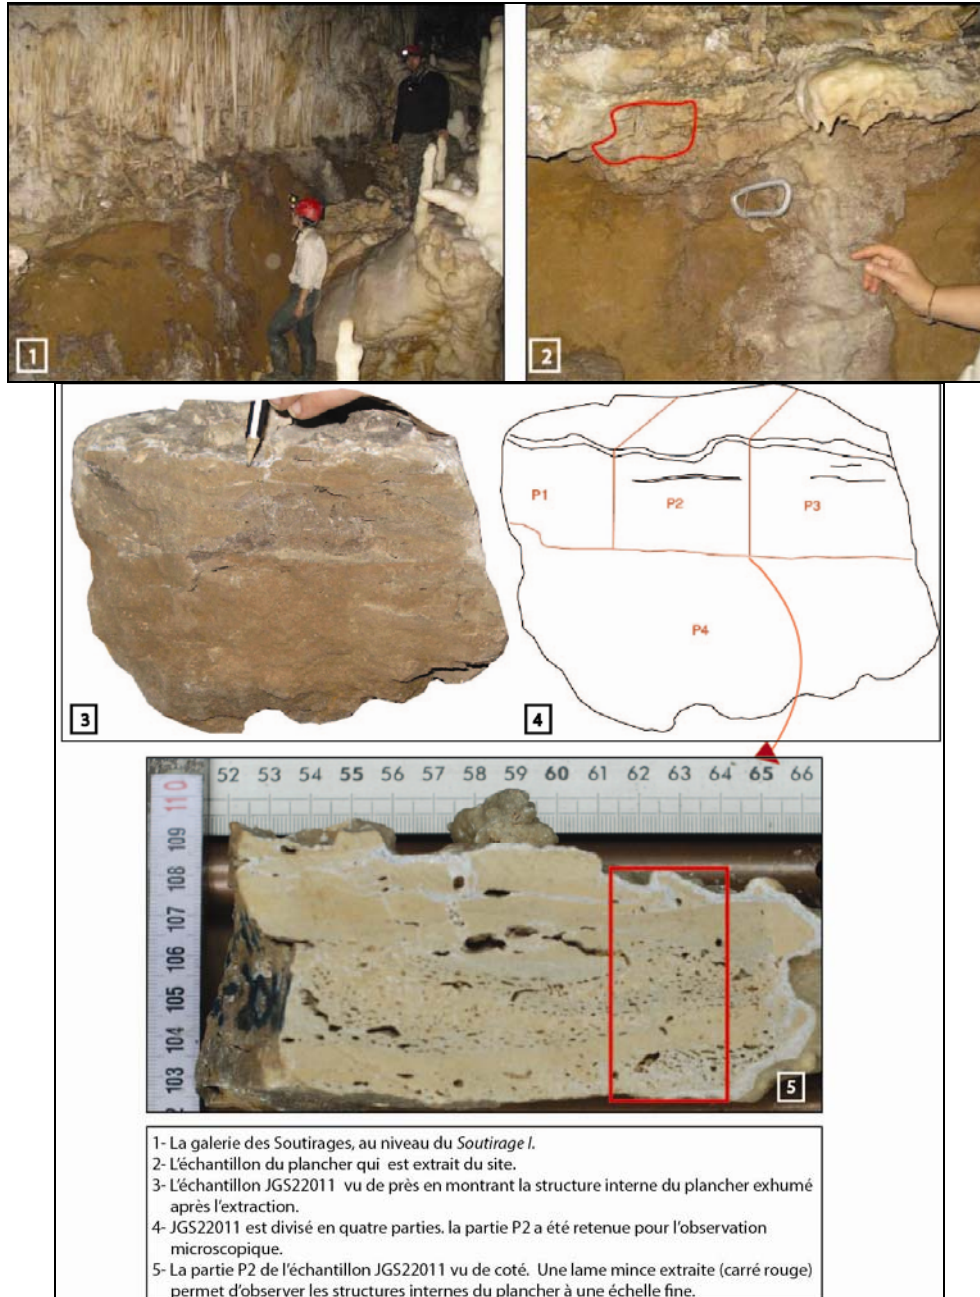 1
2
P1
P2
P3
P4
3
4
52 53 54 55 56 57 58 59 60 61 62 63 64 65 66
110
109
108
107
106
105
104
103
5
1- La galerie des Soutirages, au niveau du Soutirage I.
2- L'échantillon du plancher qui est extrait du site.
3- L'échantillon JGS22011 vu de près en montrant la structure interne du plancher exhumé
après l'extraction.
4- JGS22011 est divisé en quatre parties. la partie P2 a été retenue pour l'observation
microscopique.
5- La partie P2 de l'échantillon JGS22011 vu de coté. Une lame mince extraite (carré rouge)
permet d'observer les structures internes du plancher à une échelle fine.